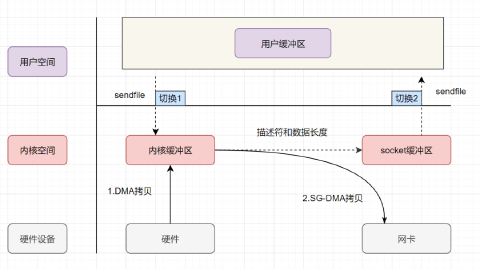 用户空间
用户缓冲区
sendfile
切换1
切换2
sendfile
内核空间
内核缓冲区
描述符和数据长度
socket缓冲区
1.DMA拷贝
2.SG-DMA拷贝
硬件设备
硬件
网卡